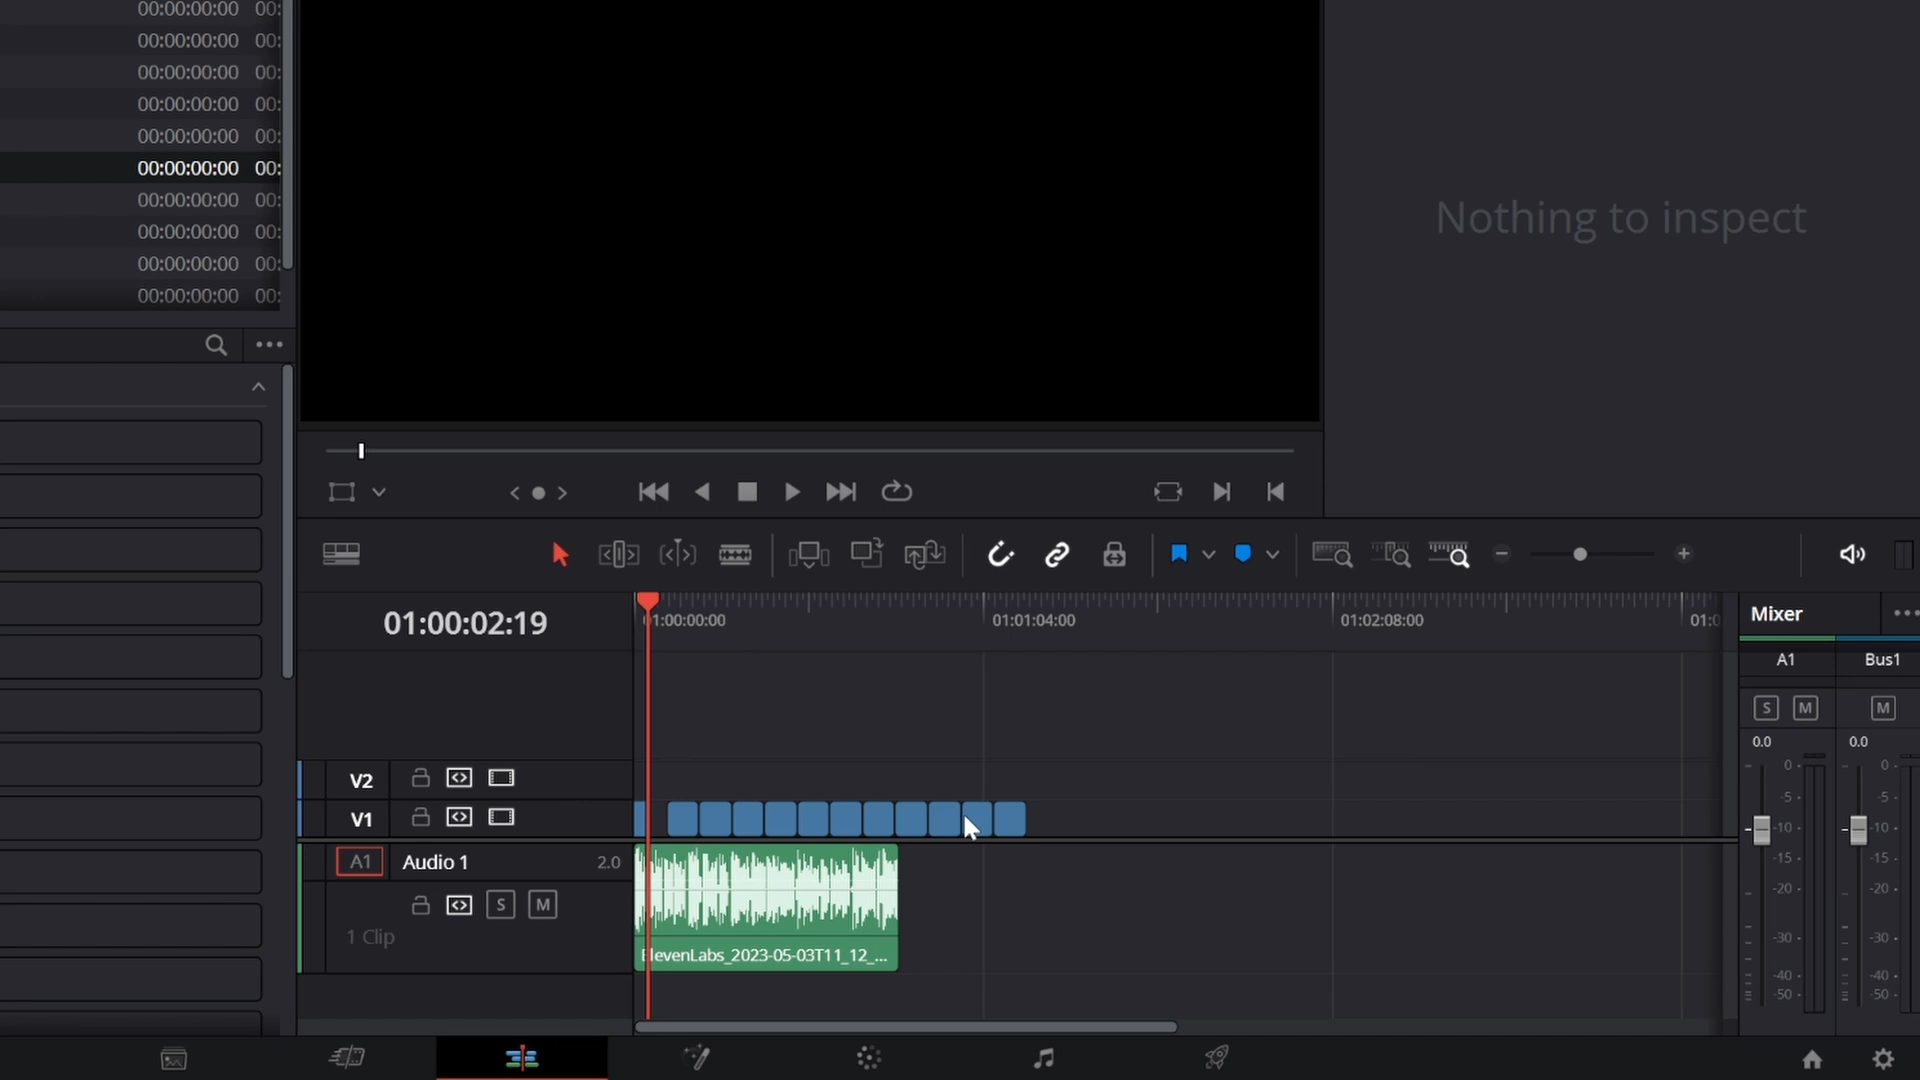 00:00:00:00 00:
00:00:00:00 00:
00:00:00:00 00:
00:00:00:00 00:
00:00:00:00 00:
00:00:00:00 00:
00:00:00:00 00:
00:00:00:00 00:
00:00:00:00 00:
00:00:00:00 00:
Nothing to inspect
01:00:02:19
01:00:00:00
01:01:04:00
01:02:08:00
01:0
Mixer
A1
Bus1
S M
M
0.0
0.0
0
-5
-10
-15
-20
-30
-40
-50
0
-5
-10
-15
-20
-30
-40
-50
V2
V1
A1 Audio 1 2.0
S M
1 Clip
ElevenLabs_2023-05-03T11_12_...